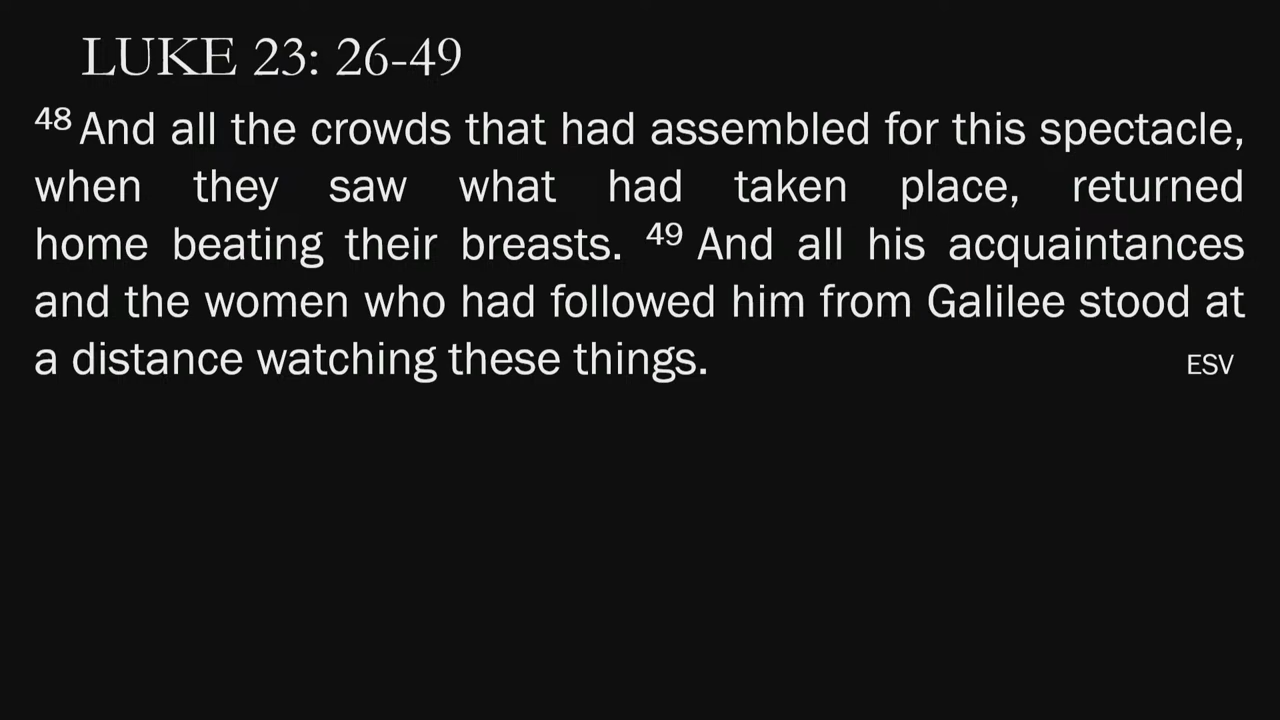 LUKE 23: 26-49
48 And all the crowds that had assembled for this spectacle,
when they saw what had taken place, returned
home beating their breasts. 49 And all his acquaintances
and the women who had followed him from Galilee stood at
a distance watching these things. ESV